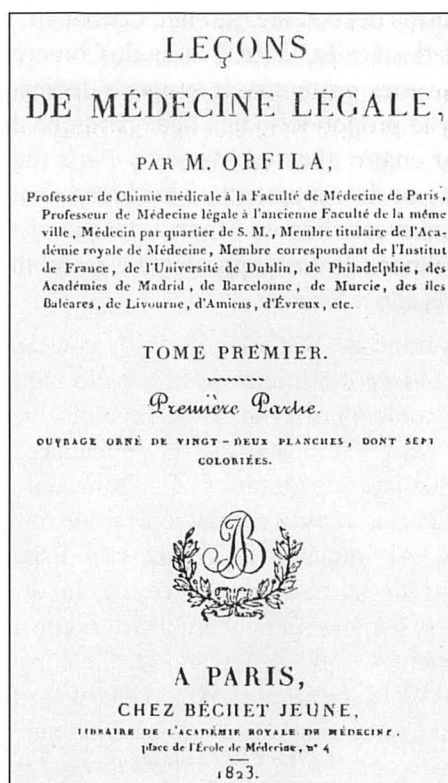 LEÇONS
DE MÉDECINE LÉGALE,
PAR M. ORFILA,
Professeur de Chimie médicale à la Faculté de Médecine de Paris,
Professeur de Médecine légale à l'ancienne Faculté de la même
ville, Médecin par quartier de S. M., Membre titulaire de l'Aca-
démie royale de Médecine, Membre correspondant de l'Institut
de France, de l'Université de Dublin, de Philadelphie, des
Académies de Madrid, de Barcelonne, de Murcie, des îles
Baléares, de Livourne, d'Amiens, d'Évreux, etc.
TOME PREMIER.
Première Partie.
OUVRAGE ORNÉ DE VINGT-DEUX PLANCHES, DONT SEPT
COLORIÉES.
JB
A PARIS,
CHEZ BÉCHET JEUNE,
LIBRAIRE DE L'ACADÉMIE ROYALE DE MÉDECINE,
place de l'École de Médecine, n° 4
1823.